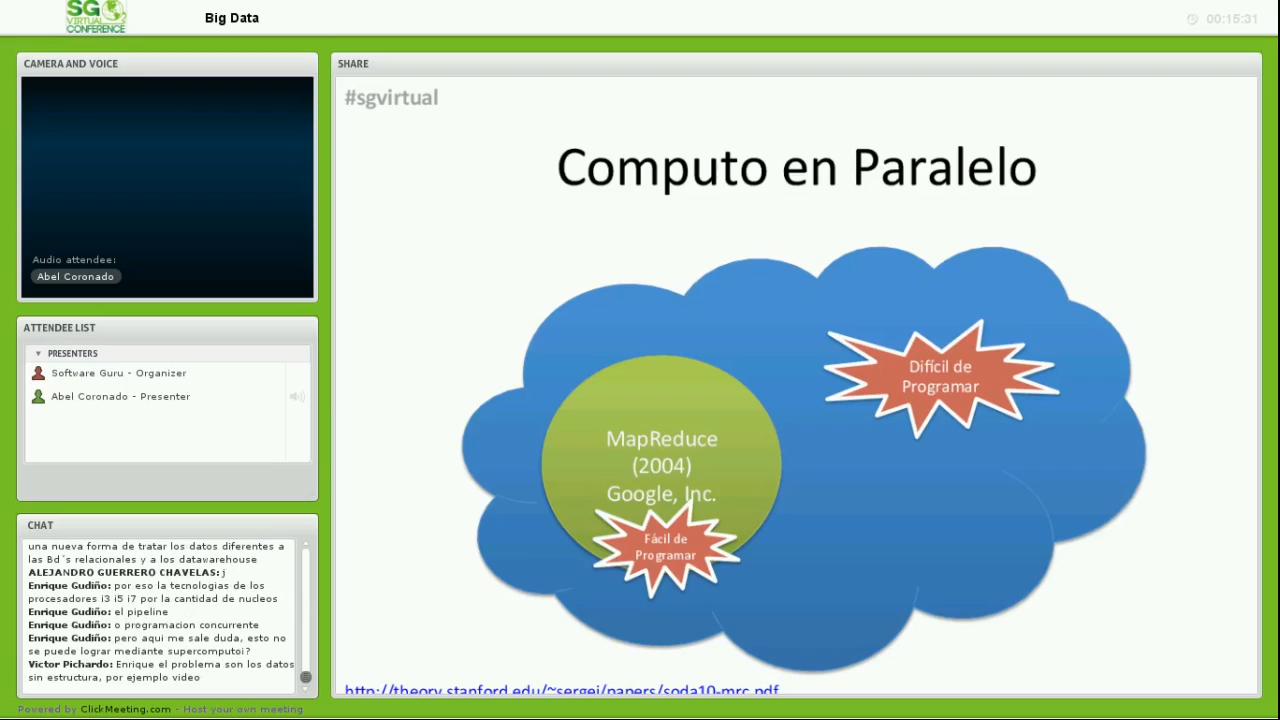 SG
VIRTUAL
CONFERENCE
Big Data
00:15:31
CAMERA AND VOICE
Audio attendee:
Abel Coronado
ATTENDEE LIST
PRESENTERS
Software Guru - Organizer
Abel Coronado - Presenter
CHAT
una nueva forma de tratar los datos diferentes a
las Bd´s relacionales y a los datawarehouse
ALEJANDRO GUERRERO CHAVELAS: j
Enrique Gudiño: por eso la tecnologias de los
procesadores i3 i5 i7 por la cantidad de nucleos
Enrique Gudiño: el pipeline
Enrique Gudiño: o programacion concurrente
Enrique Gudiño: pero aqui me sale duda, esto no
se puede lograr mediante supercomputoi?
Victor Pichardo: Enrique el problema son los datos
sin estructura, por ejemplo video
SHARE
#sgvirtual
Computo en Paralelo
Difícil de
Programar
MapReduce
(2004)
Google, Inc.
Fácil de
Programar
http://theory.stanford.edu/~sergei/papers/soda10-mrc.pdf
Powered by ClickMeeting.com - Host your own meeting